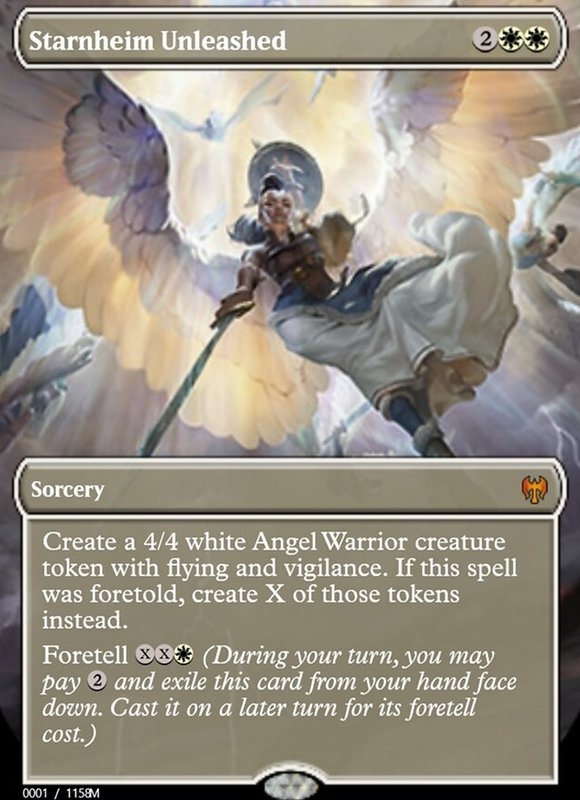 Starnheim Unleashed 2
Sorcery
Create a 4/4 white Angel Warrior creature
token with flying and vigilance. If this spell
was foretold, create X of those tokens
instead.
Foretell XX (During your turn, you may
pay 2 and exile this card from your hand face
down. Cast it on a later turn for its foretell
cost.)
0001 / 1158M